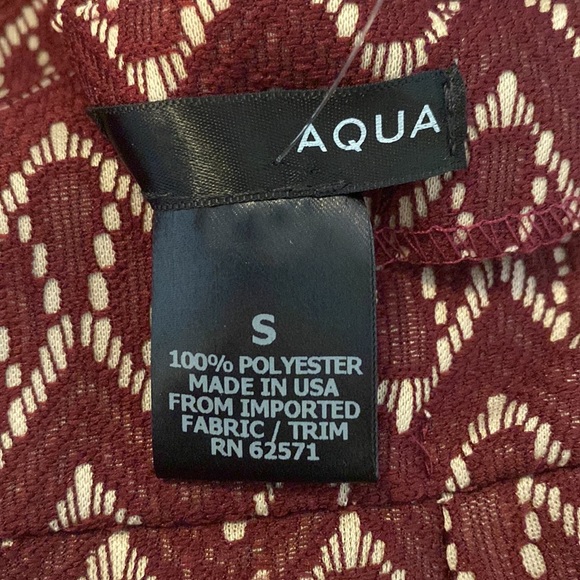 AQUA
S
100% POLYESTER
MADE IN USA
FROM IMPORTED
FABRIC / TRIM
RN 62571